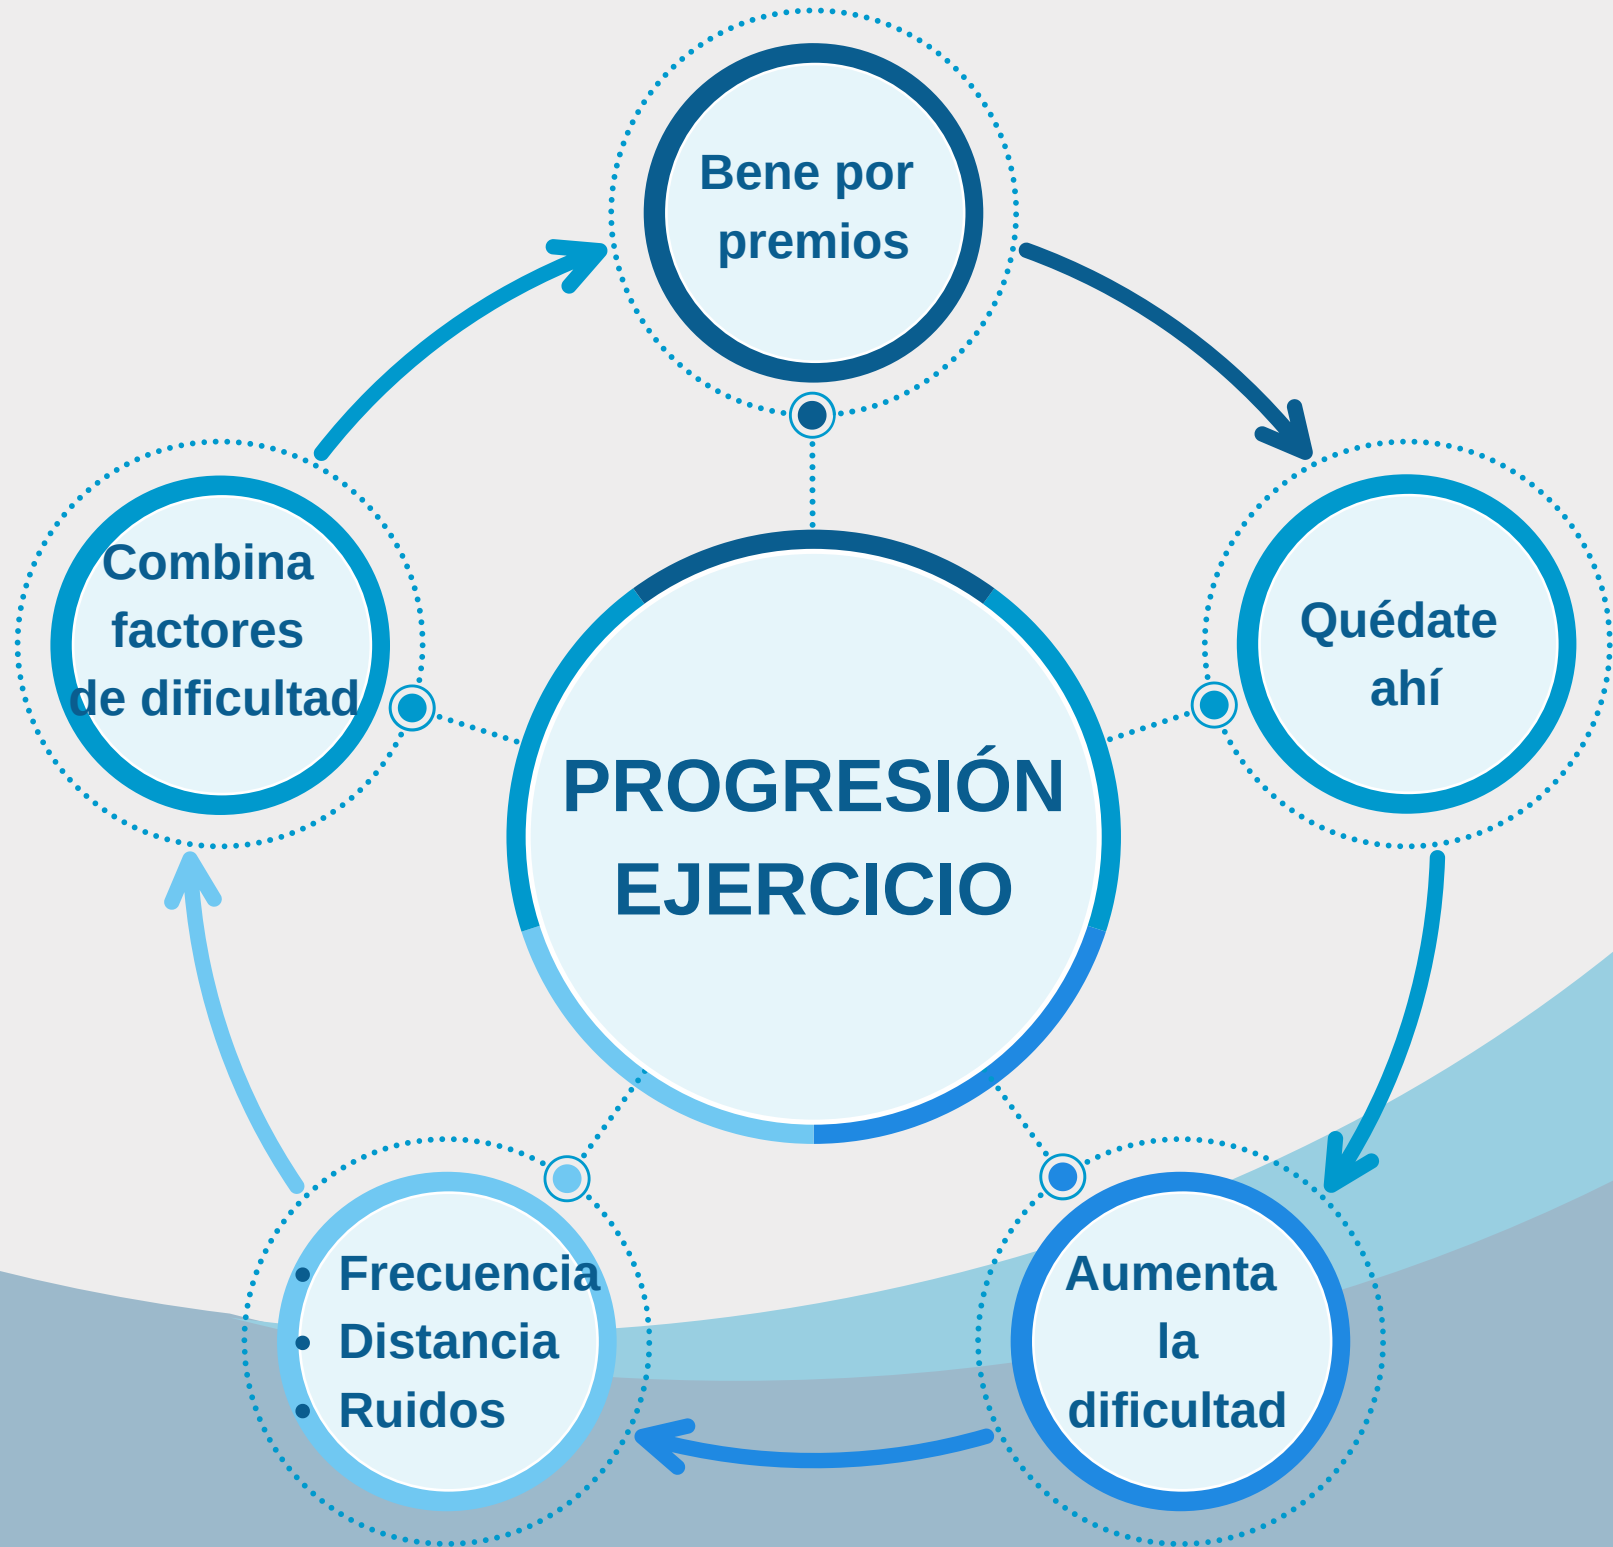 Bene por
premios
Quédate
ahí
Aumenta
la
dificultad
• Frecuencia
• Distancia
• Ruidos
Combina
factores
de dificultad
PROGRESIÓN
EJERCICIO